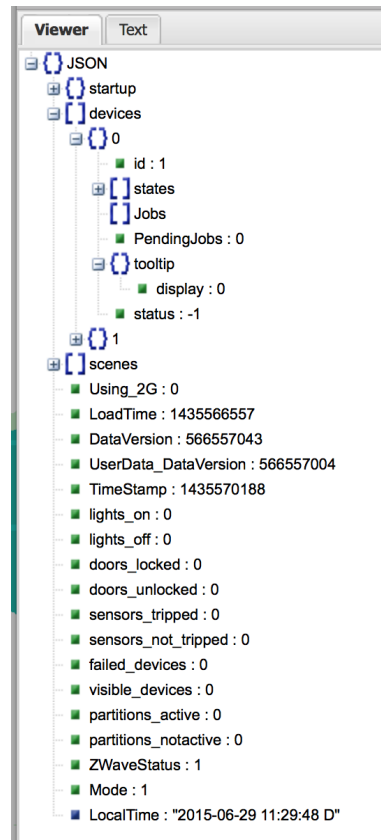 Viewer Text
JSON
startup
devices
0
id : 1
states
Jobs
PendingJobs : 0
tooltip
display : 0
status : -1
1
scenes
Using_2G : 0
LoadTime : 1435566557
DataVersion : 566557043
UserData_DataVersion : 566557004
TimeStamp : 1435570188
lights_on : 0
lights_off : 0
doors_locked : 0
doors_unlocked : 0
sensors_tripped : 0
sensors_not_tripped : 0
failed_devices : 0
visible_devices : 0
partitions_active : 0
partitions_notactive : 0
ZWaveStatus : 1
Mode : 1
LocalTime : "2015-06-29 11:29:48 D"